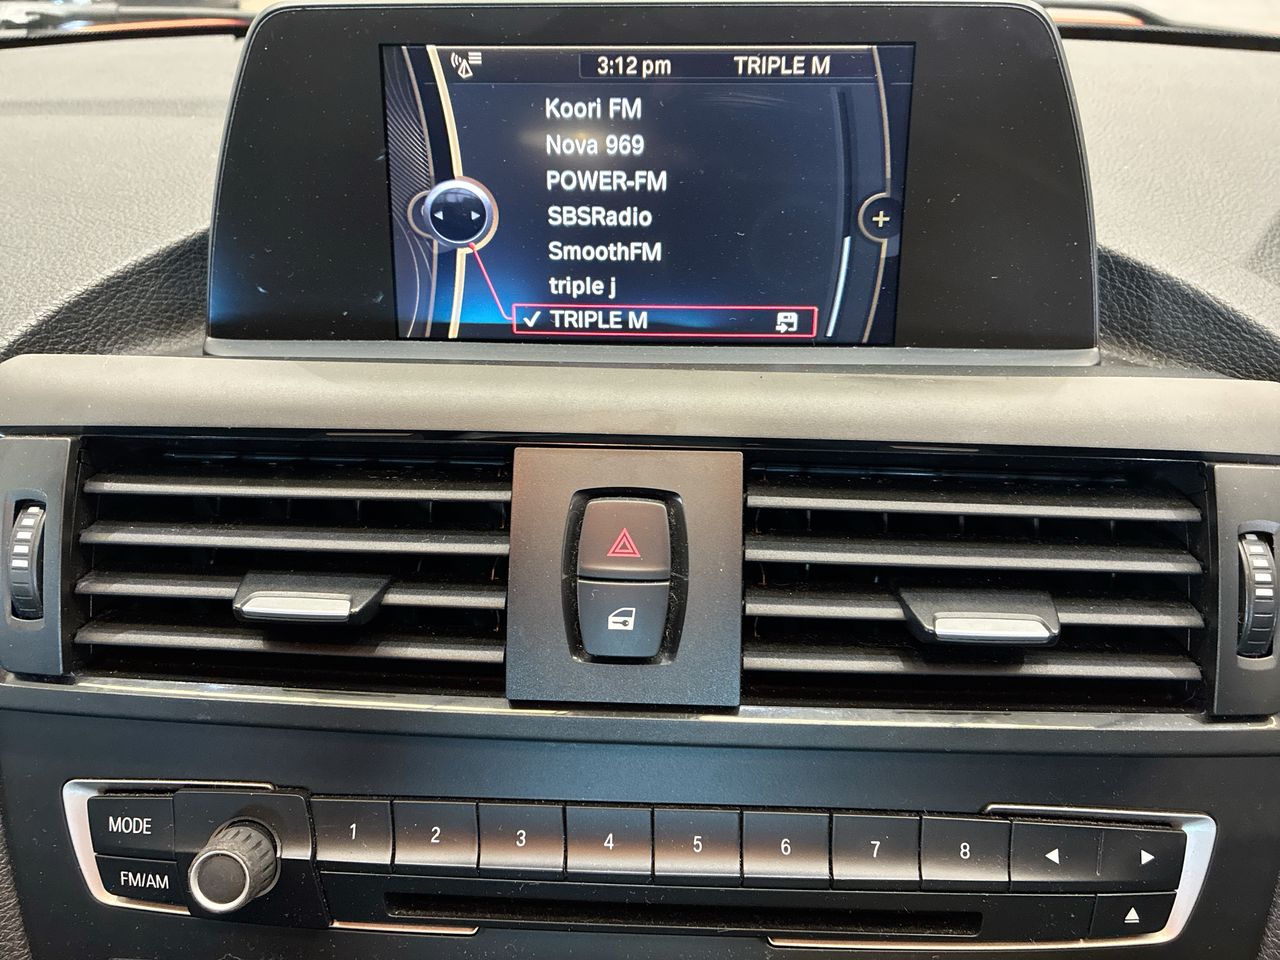 3:12 pm TRIPLE M
Koori FM
Nova 969
POWER-FM
SBSRadio
SmoothFM
triple j
✓ TRIPLE M
MODE
1 2 3 4 5 6 7 8
FM/AM